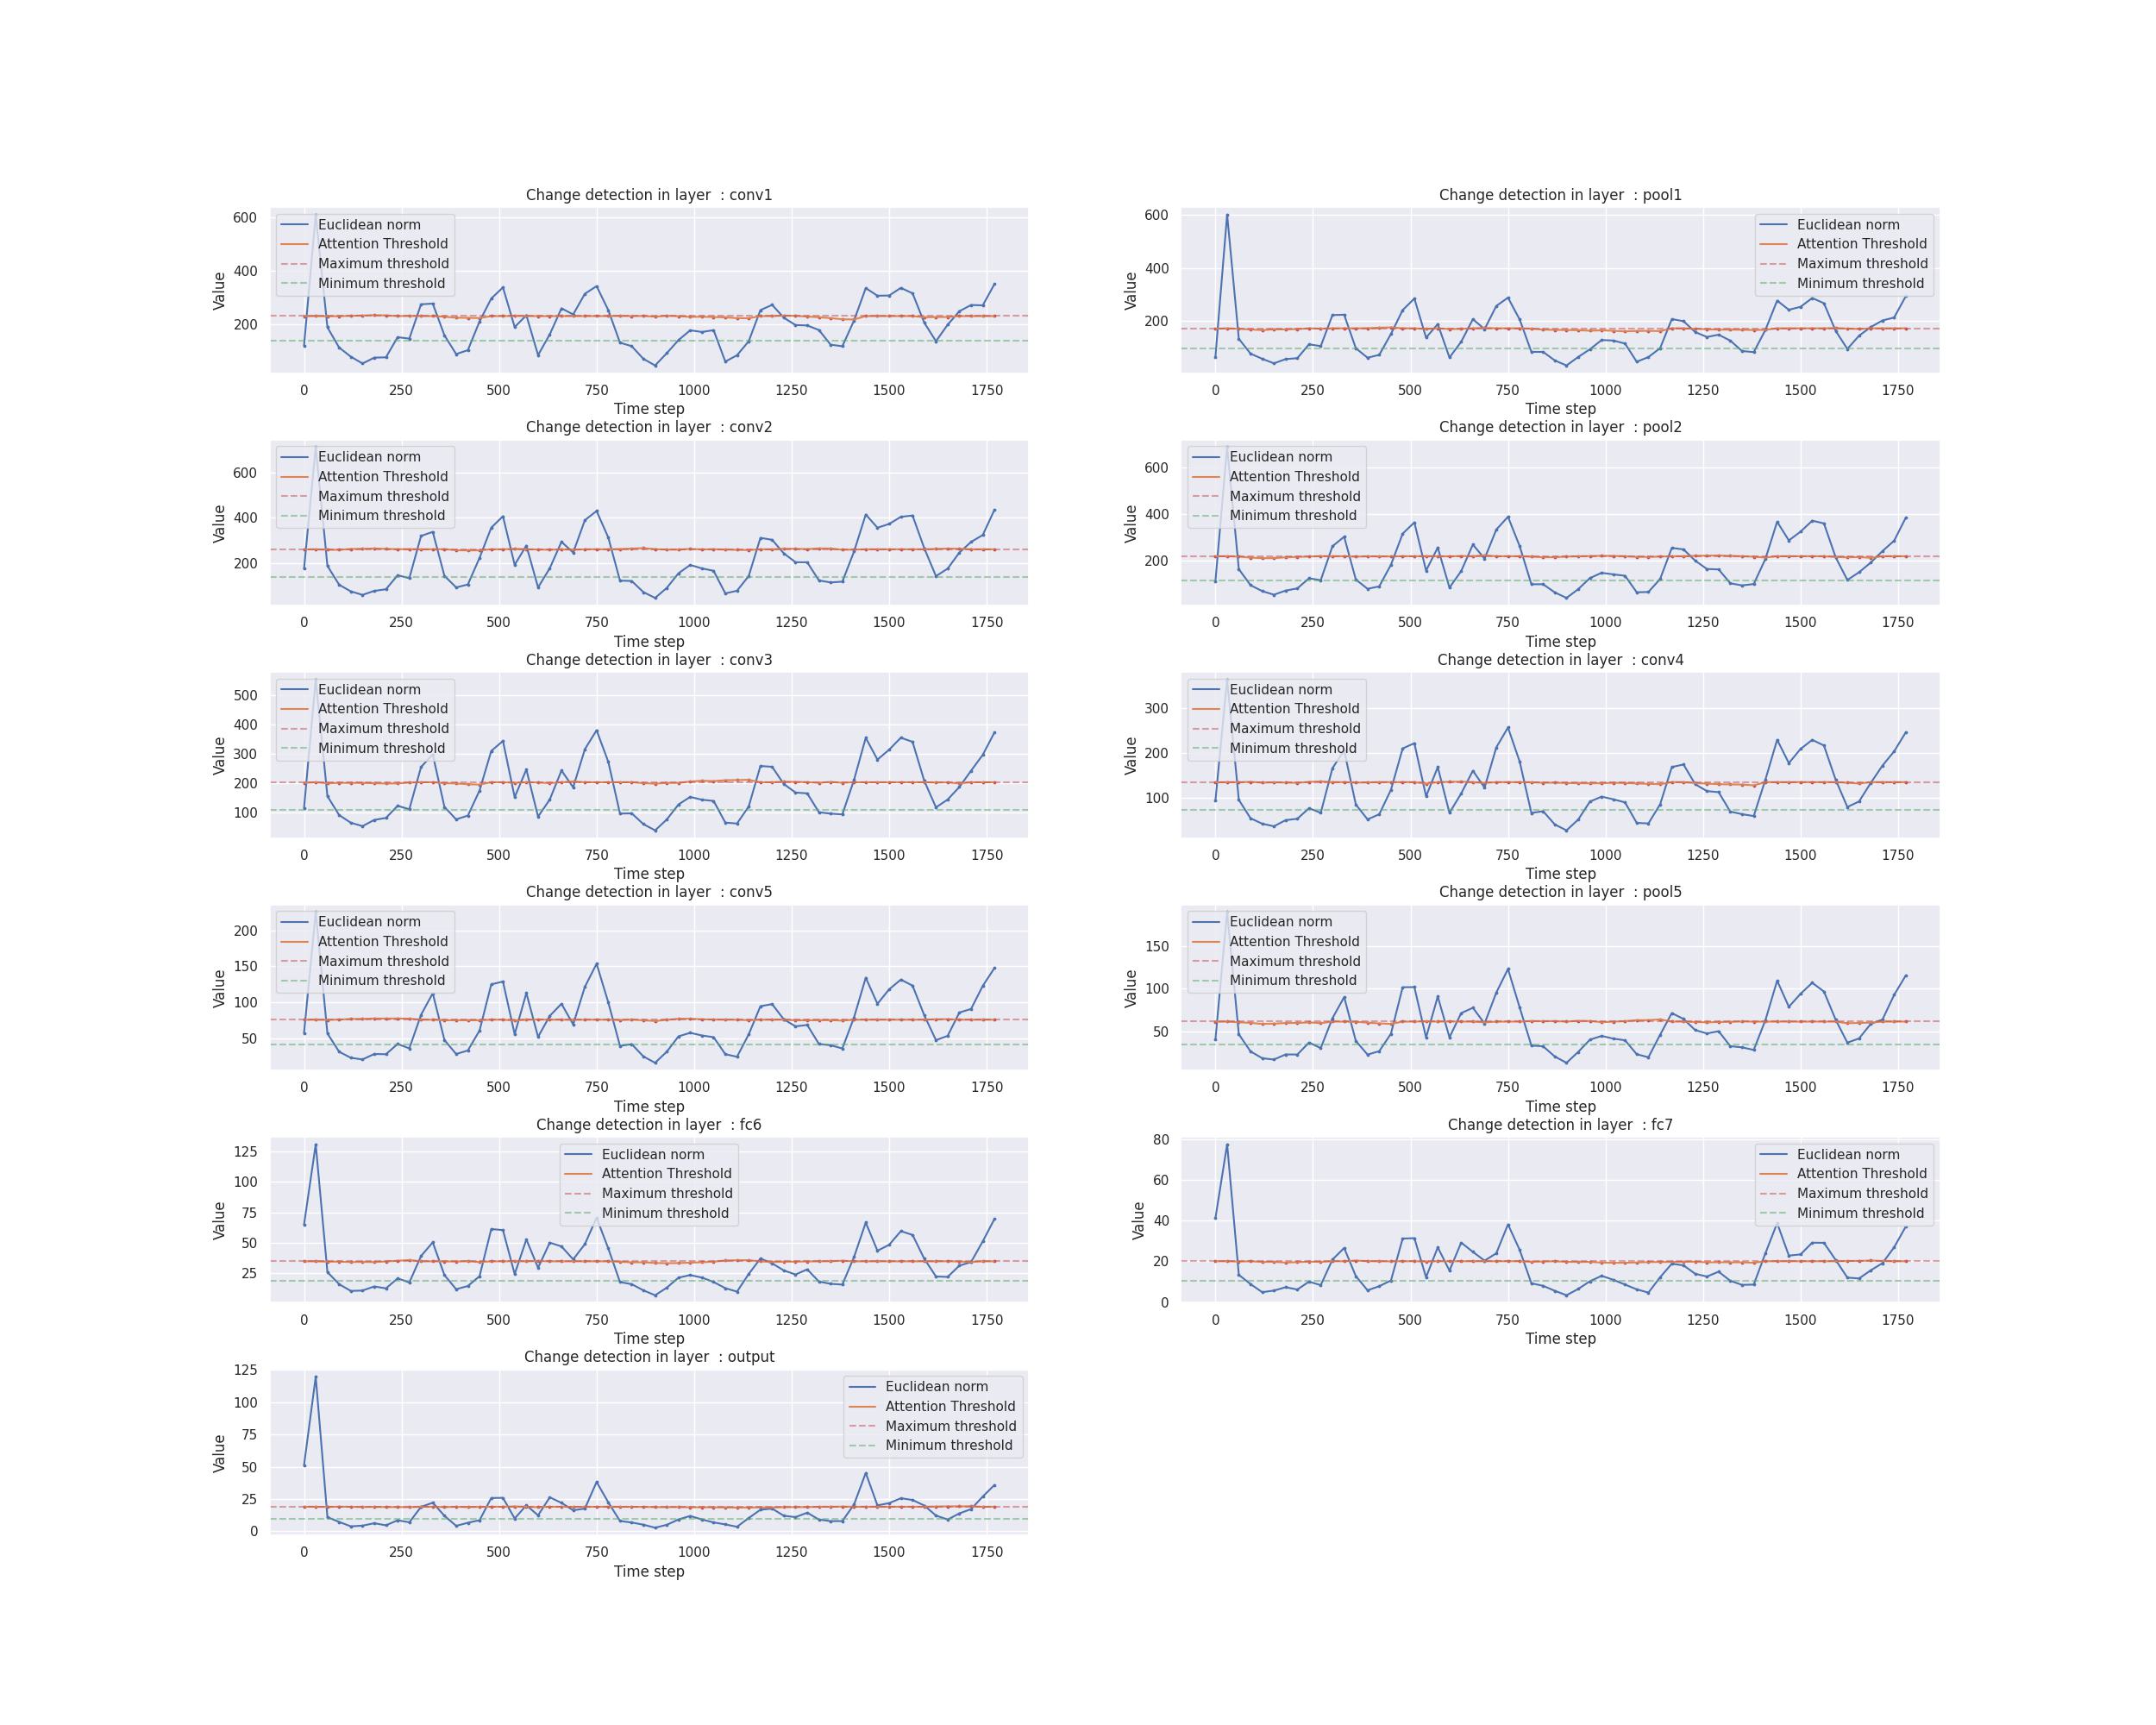 Change detection in layer  : conv1
600
400
200
Value
Euclidean norm
Attention Threshold
Maximum threshold
Minimum threshold
0 250 500 750 1000 1250 1500 1750
Time step
Change detection in layer  : pool1
600
400
200
Value
Euclidean norm
Attention Threshold
Maximum threshold
Minimum threshold
0 250 500 750 1000 1250 1500 1750
Time step
Change detection in layer  : conv2
600
400
200
Value
Euclidean norm
Attention Threshold
Maximum threshold
Minimum threshold
0 250 500 750 1000 1250 1500 1750
Time step
Change detection in layer  : pool2
600
400
200
Value
Euclidean norm
Attention Threshold
Maximum threshold
Minimum threshold
0 250 500 750 1000 1250 1500 1750
Time step
Change detection in layer  : conv3
500
400
300
200
100
Value
Euclidean norm
Attention Threshold
Maximum threshold
Minimum threshold
0 250 500 750 1000 1250 1500 1750
Time step
Change detection in layer  : conv4
300
200
100
Value
Euclidean norm
Attention Threshold
Maximum threshold
Minimum threshold
0 250 500 750 1000 1250 1500 1750
Time step
Change detection in layer  : conv5
200
150
100
50
Value
Euclidean norm
Attention Threshold
Maximum threshold
Minimum threshold
0 250 500 750 1000 1250 1500 1750
Time step
Change detection in layer  : pool5
150
100
50
Value
Euclidean norm
Attention Threshold
Maximum threshold
Minimum threshold
0 250 500 750 1000 1250 1500 1750
Time step
Change detection in layer  : fc6
125
100
75
50
25
Value
Euclidean norm
Attention Threshold
Maximum threshold
Minimum threshold
0 250 500 750 1000 1250 1500 1750
Time step
Change detection in layer  : fc7
80
60
40
20
0
Value
Euclidean norm
Attention Threshold
Maximum threshold
Minimum threshold
0 250 500 750 1000 1250 1500 1750
Time step
Change detection in layer  : output
125
100
75
50
25
0
Value
Euclidean norm
Attention Threshold
Maximum threshold
Minimum threshold
0 250 500 750 1000 1250 1500 1750
Time step